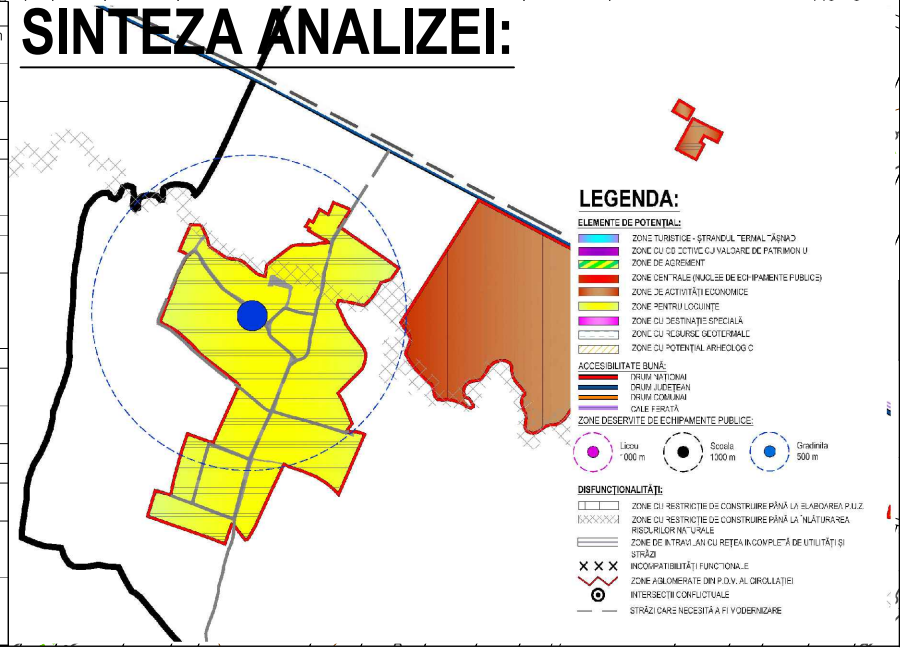 SINTEZA ANALIZEI:
LEGENDA:
ELEMENTE DE POTENȚIAL:
ZONE TURISTICE - ȘTRANDUL TERMAL TĂȘNAD
ZONE CU OBIECTIVE CU VALOARE DE PATRIMONIU
ZONE DE AGREMENT
ZONE CENTRALE (NUCLEE DE ECHIPAMENTE PUBLICE)
ZONE DE ACTIVITĂȚI ECONOMICE
ZONE PENTRU LOCUINȚE
ZONE CU DESTINAȚIE SPECIALĂ
ZONE CU RESURSE GEOTERMALE
ZONE CU POTENȚIAL ARHEOLOGIC
ACCESIBILITATE BUNĂ:
DRUM NAȚIONAL
DRUM JUDEȚEAN
DRUM COMUNAL
CALE FERATĂ
ZONE DESERVITE DE ECHIPAMENTE PUBLICE:
Liceu
1000 m
Scoala
1000 m
Gradinita
500 m
DISFUNCȚIONALITĂȚI:
ZONE CU RESTRICȚIE DE CONSTRUIRE PÂNĂ LA ELABOAREA P.U.Z.
ZONE CU RESTRICȚIE DE CONSTRUIRE PÂNĂ LA ÎNLĂTURAREA
RISCURILOR NATURALE
ZONE DE INTRAVILAN CU REȚEA INCOMPLETĂ DE UTILITĂȚI ȘI
STRĂZI
INCOMPATIBILITĂȚI FUNCȚIONALE
ZONE AGLOMERATE DIN P.D.V. AL CIRCULAȚIEI
INTERSECȚII CONFLICTUALE
STRĂZI CARE NECESITĂ A FI MODERNIZARE